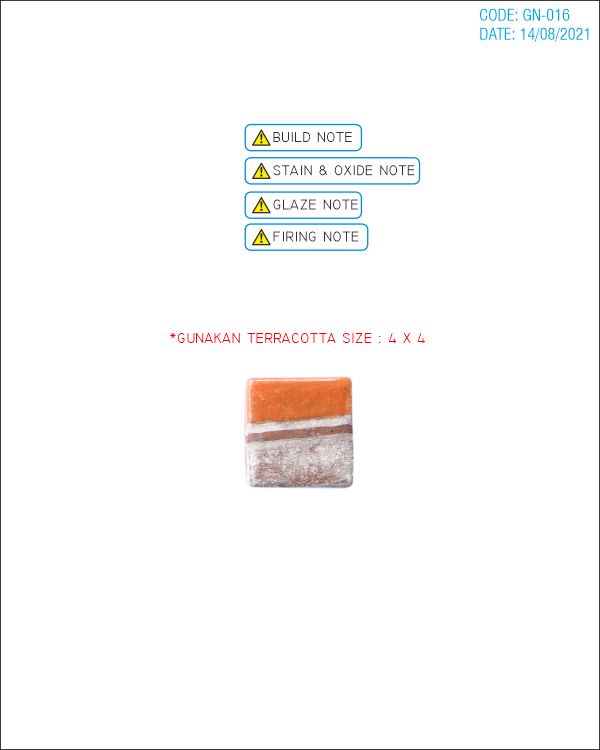 CODE: GN-016
DATE: 14/08/2021
BUILD NOTE
STAIN & OXIDE NOTE
GLAZE NOTE
FIRING NOTE
*GUNAKAN TERRACOTTA SIZE : 4 X 4